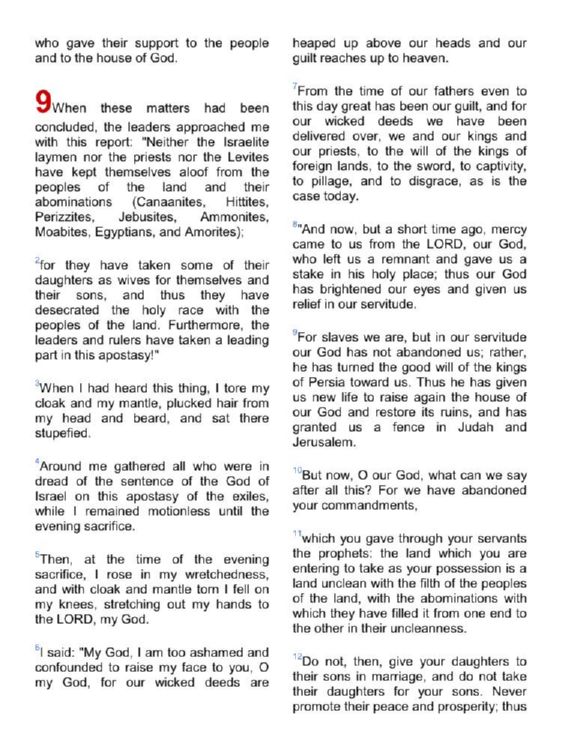 who gave their support to the people
and to the house of God.
9When these matters had been
concluded, the leaders approached me
with this report: "Neither the Israelite
laymen nor the priests nor the Levites
have kept themselves aloof from the
peoples of the land and their
abominations (Canaanites, Hittites,
Perizzites, Jebusites, Ammonites,
Moabites, Egyptians, and Amorites);
2for they have taken some of their
daughters as wives for themselves and
their sons, and thus they have
desecrated the holy race with the
peoples of the land. Furthermore, the
leaders and rulers have taken a leading
part in this apostasy!"
3When I had heard this thing, I tore my
cloak and my mantle, plucked hair from
my head and beard, and sat there
stupefied.
4Around me gathered all who were in
dread of the sentence of the God of
Israel on this apostasy of the exiles,
while I remained motionless until the
evening sacrifice.
5Then, at the time of the evening
sacrifice, I rose in my wretchedness,
and with cloak and mantle torn I fell on
my knees, stretching out my hands to
the LORD, my God.
6I said: "My God, I am too ashamed and
confounded to raise my face to you, O
my God, for our wicked deeds are
heaped up above our heads and our
guilt reaches up to heaven.
7From the time of our fathers even to
this day great has been our guilt, and for
our wicked deeds we have been
delivered over, we and our kings and
our priests, to the will of the kings of
foreign lands, to the sword, to captivity,
to pillage, and to disgrace, as is the
case today.
8"And now, but a short time ago, mercy
came to us from the LORD, our God,
who left us a remnant and gave us a
stake in his holy place; thus our God
has brightened our eyes and given us
relief in our servitude.
9For slaves we are, but in our servitude
our God has not abandoned us; rather,
he has turned the good will of the kings
of Persia toward us. Thus he has given
us new life to raise again the house of
our God and restore its ruins, and has
granted us a fence in Judah and
Jerusalem.
10But now, O our God, what can we say
after all this? For we have abandoned
your commandments,
11which you gave through your servants
the prophets: the land which you are
entering to take as your possession is a
land unclean with the filth of the peoples
of the land, with the abominations with
which they have filled it from one end to
the other in their uncleanness.
12Do not, then, give your daughters to
their sons in marriage, and do not take
their daughters for your sons. Never
promote their peace and prosperity; thus